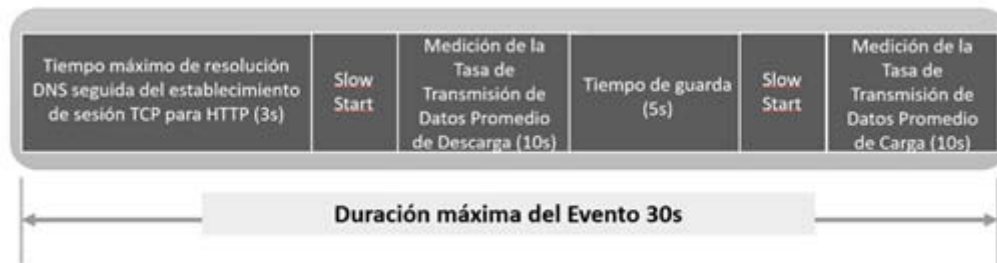 Tiempo máximo de resolución
DNS seguida del establecimiento
de sesión TCP para HTTP (3s)
Slow
Start
Medición de la
Tasa de
Transmisión de
Datos Promedio
de Descarga (10s)
Tiempo de guarda
(5s)
Slow
Start
Medición de la
Tasa de
Transmisión de
Datos Promedio
de Carga (10s)
Duración máxima del Evento 30s